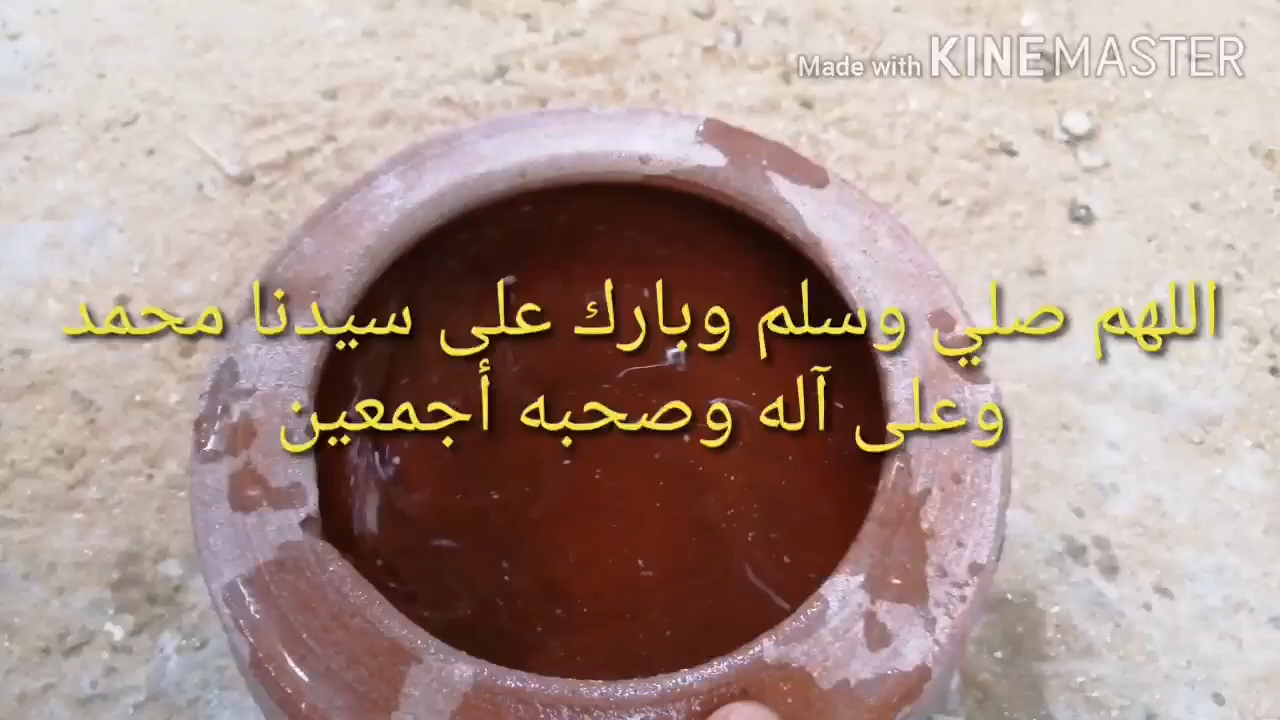 Made with KINEMASTER
اللهم صلي وسلم وبارك على سيدنا محمد
وعلى آله وصحبه أجمعين